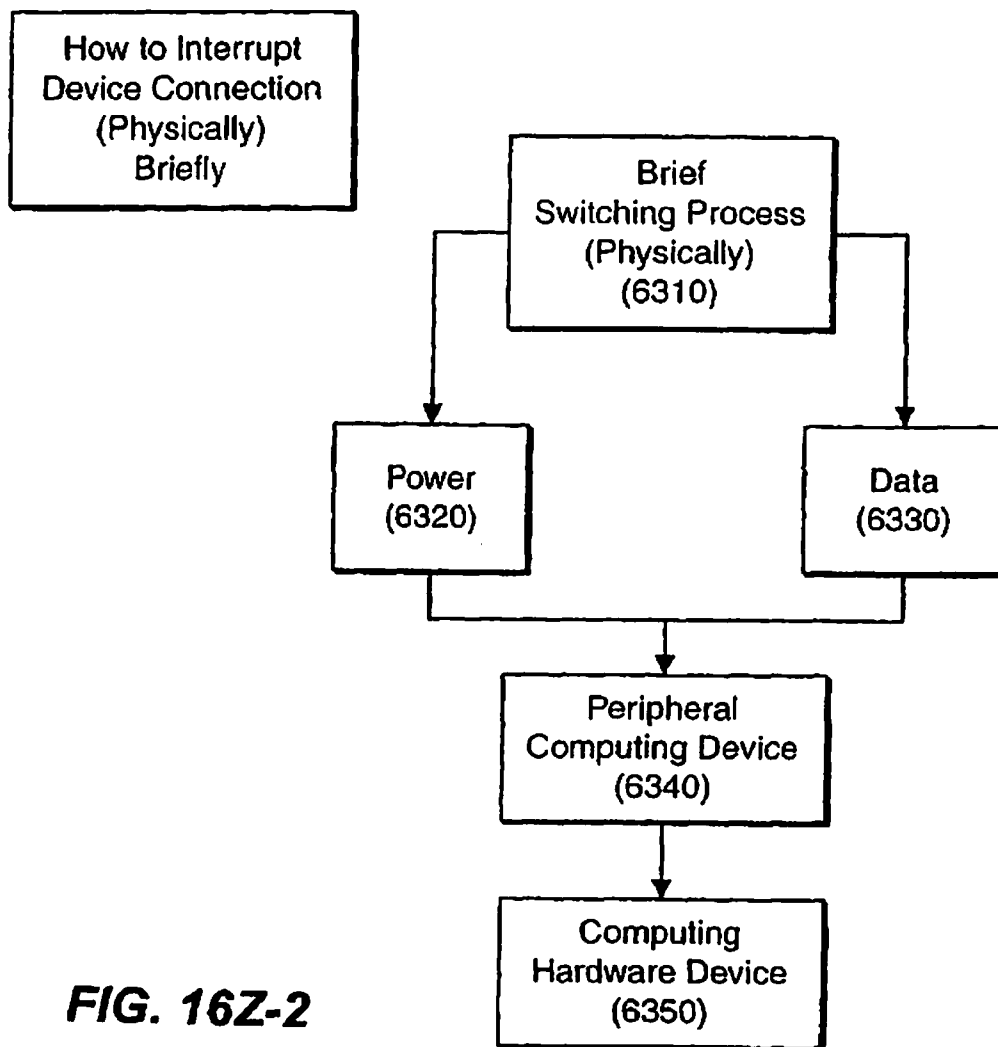 How to Interrupt
Device Connection
(Physically)
Briefly
Brief
Switching Process
(Physically)
(6310)
Power
(6320)
Data
(6330)
Peripheral
Computing Device
(6340)
Computing
Hardware Device
(6350)
FIG. 16Z-2